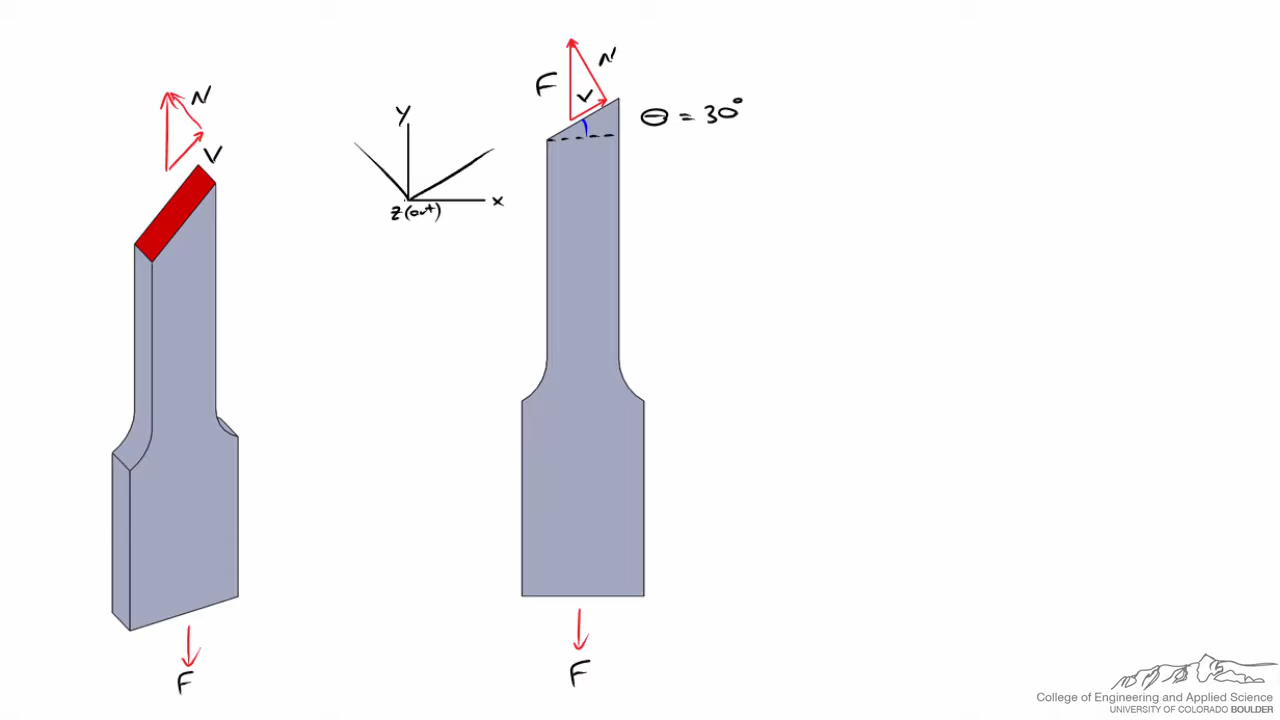 N
V
F
y
x
z(out)
F
N
V
Θ = 30°
F
College of Engineering and Applied Science
UNIVERSITY OF COLORADO BOULDER